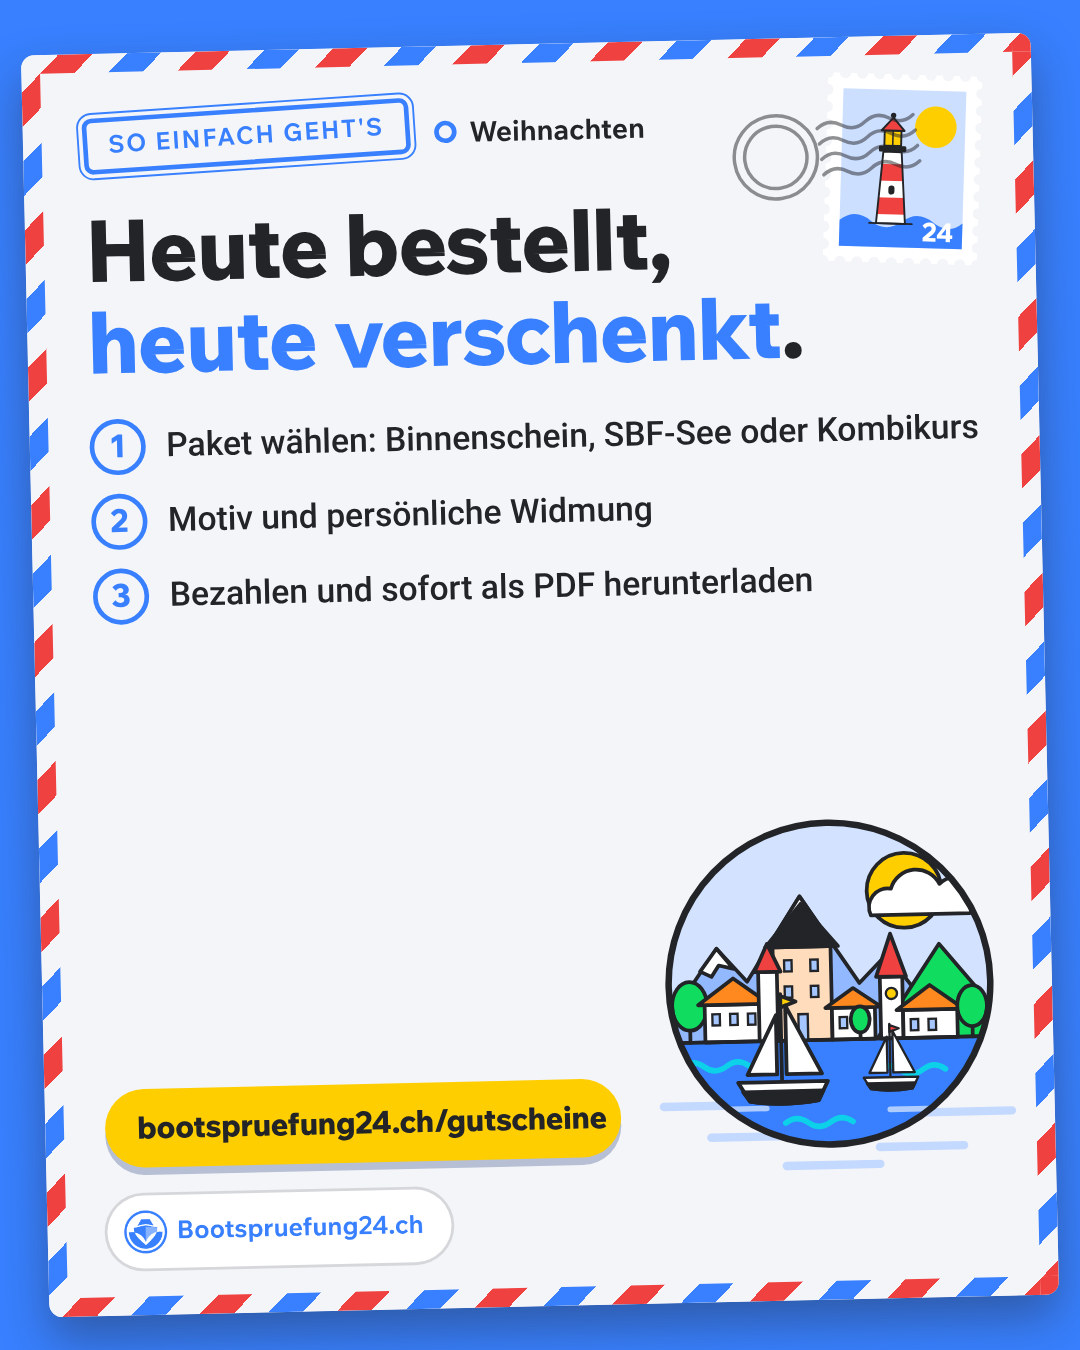 SO EINFACH GEHT'S
Weihnachten
24
Heute bestellt,
heute verschenkt.
1 Paket wählen: Binnenschein, SBF-See oder Kombikurs
2 Motiv und persönliche Widmung
3 Bezahlen und sofort als PDF herunterladen
bootspruefung24.ch/gutscheine
Bootspruefung24.ch